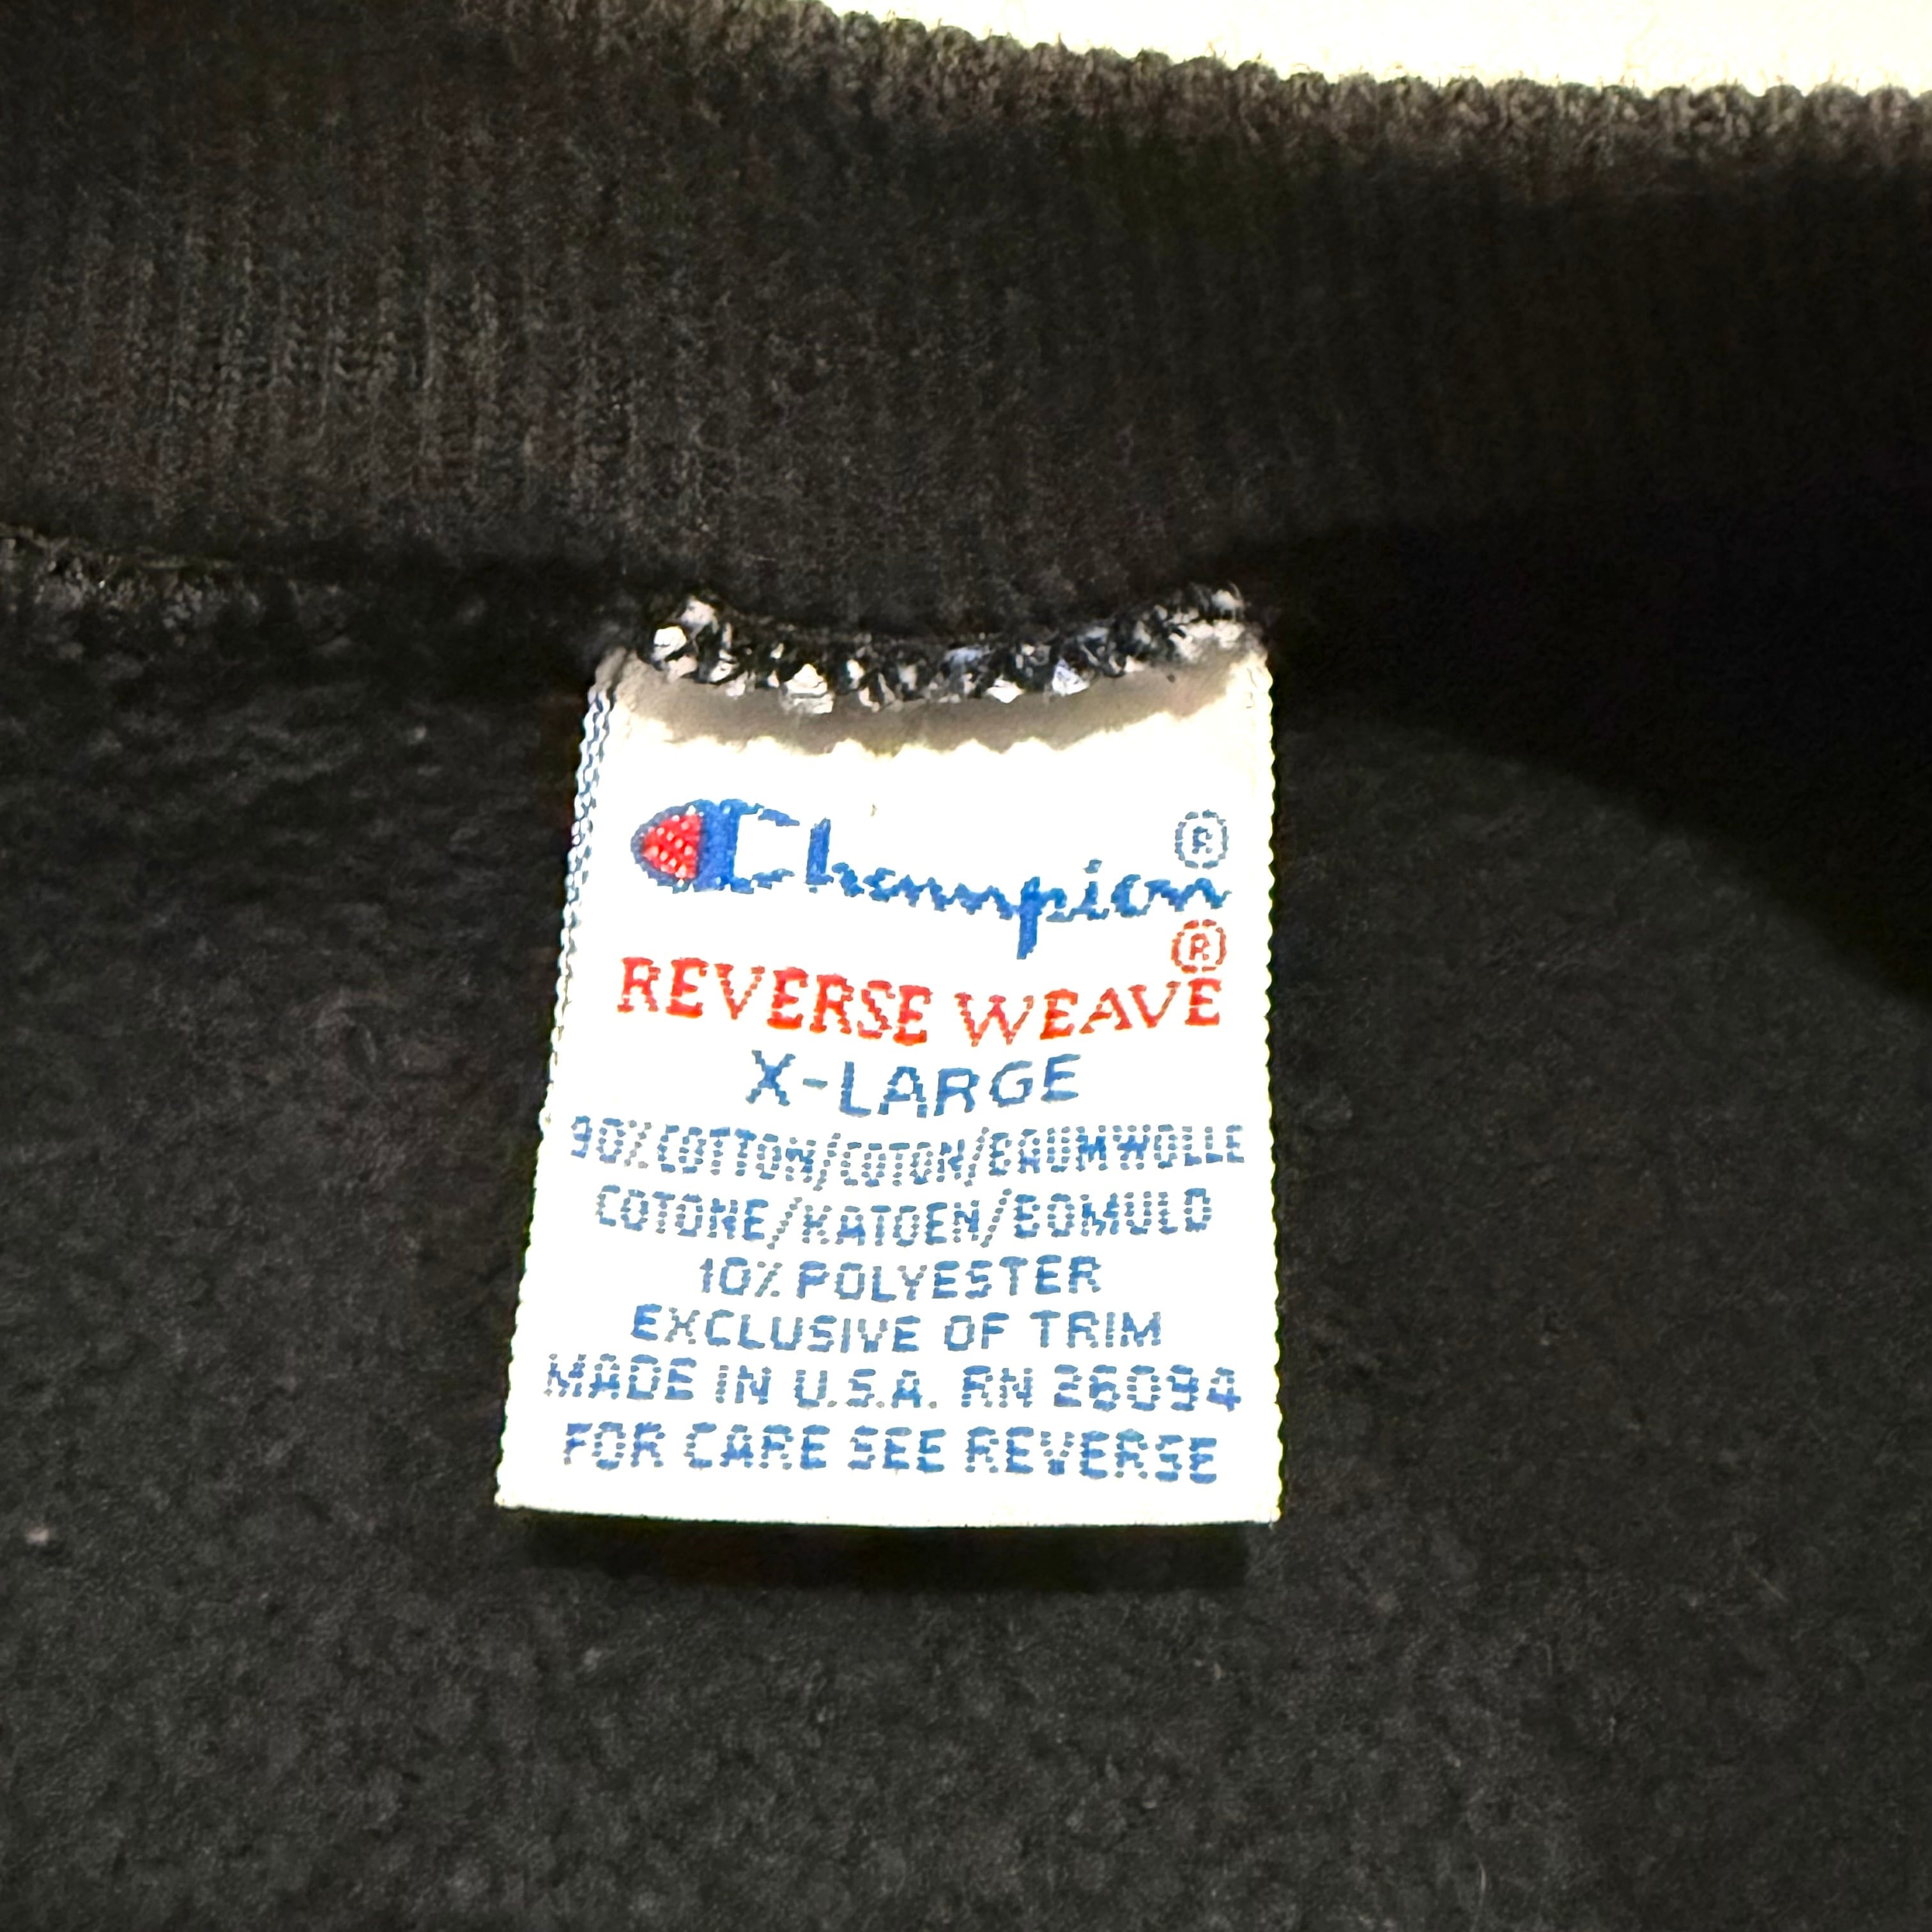 Champion®
REVERSE WEAVE®
X-LARGE
90% COTTON/COTON/BAUMWOLLE
COTONE/KATOEN/BOMULD
10% POLYESTER
EXCLUSIVE OF TRIM
MADE IN U.S.A. RN 26094
FOR CARE SEE REVERSE